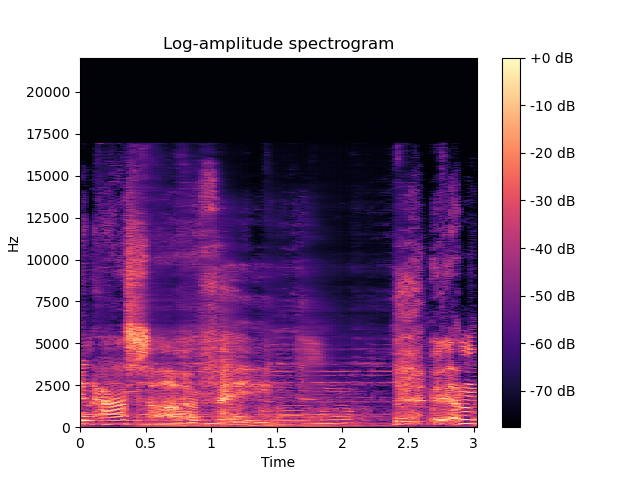 Log-amplitude spectrogram
Hz
20000
17500
15000
12500
10000
7500
5000
2500
0
0 0.5 1 1.5 2 2.5 3
Time
+0 dB
-10 dB
-20 dB
-30 dB
-40 dB
-50 dB
-60 dB
-70 dB